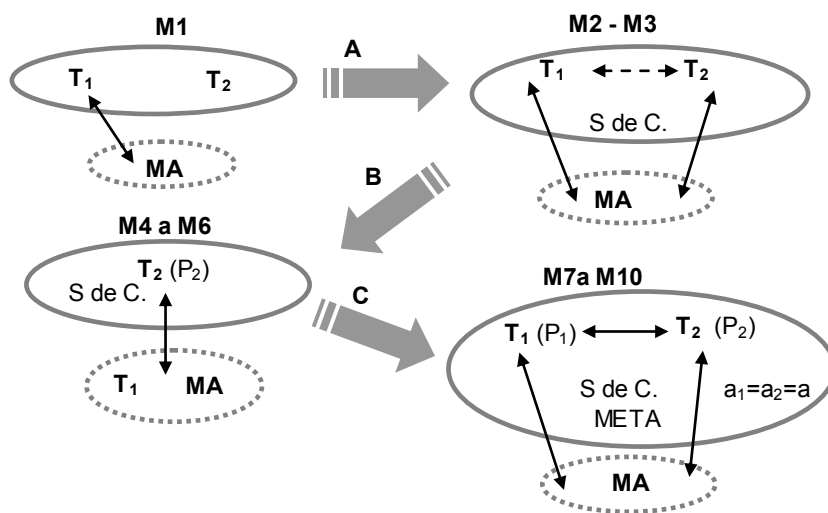 M1
T₁ T₂
MA
A
M2 - M3
T₁ T₂
S de C.
MA
B
M4 a M6
T₂ (P₂)
S de C.
T₁ MA
C
M7a M10
T₁ (P₁) T₂ (P₂)
S de C. a₁=a₂=a
META
MA